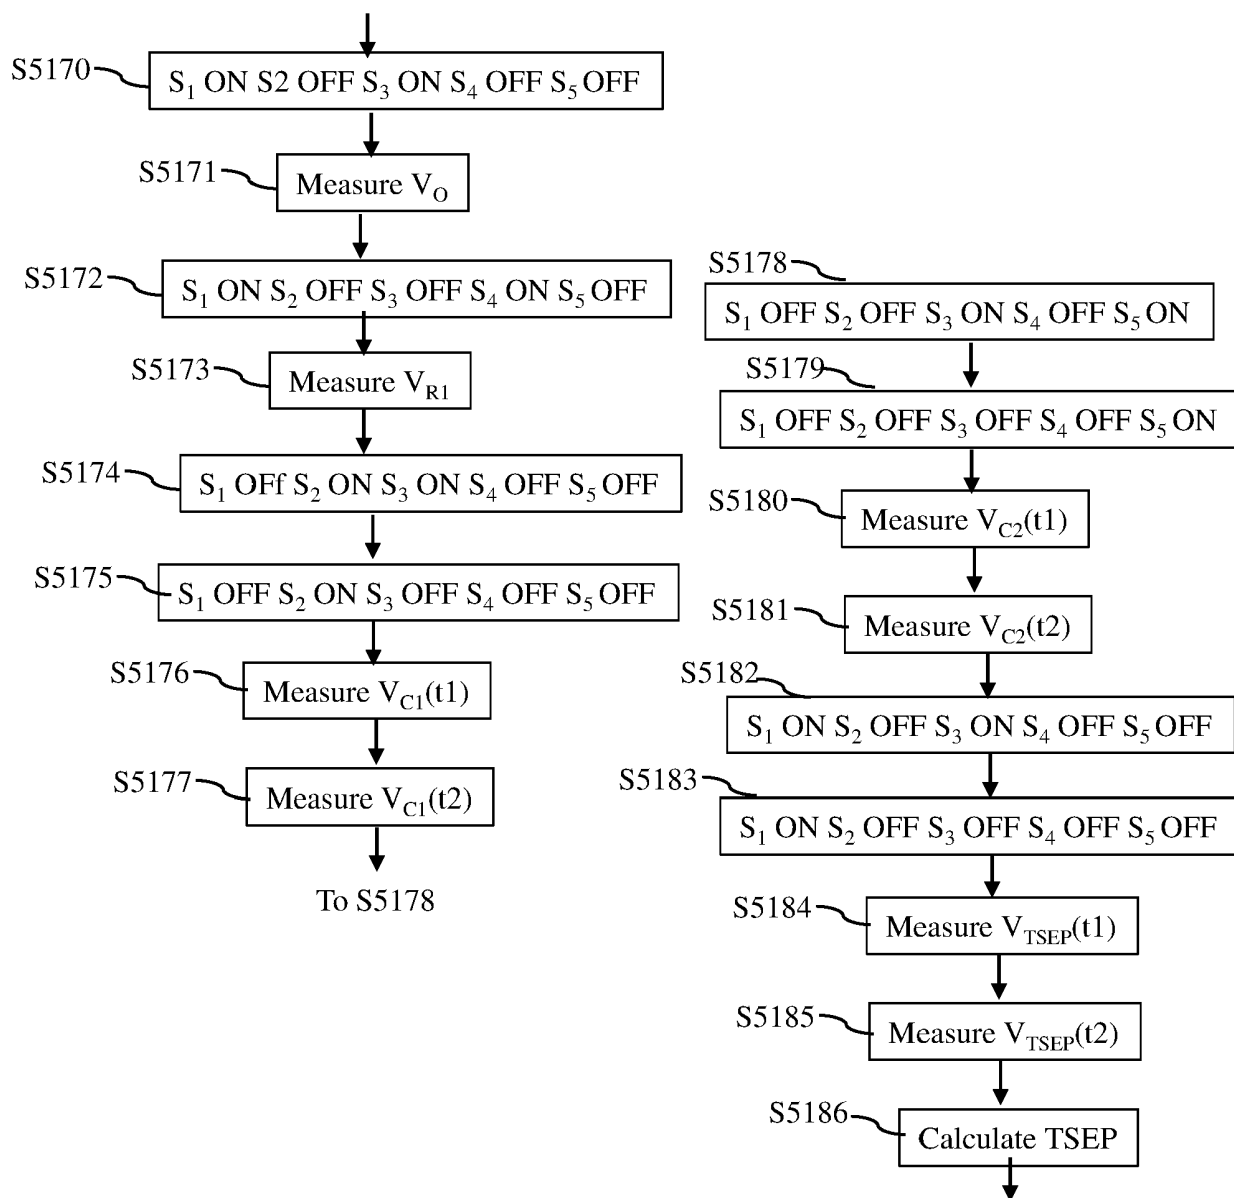 S5170
S1 ON S2 OFF S3 ON S4 OFF S5 OFF
S5171
Measure VO
S5172
S1 ON S2 OFF S3 OFF S4 ON S5 OFF
S5173
Measure VR1
S5174
S1 OFf S2 ON S3 ON S4 OFF S5 OFF
S5175
S1 OFF S2 ON S3 OFF S4 OFF S5 OFF
S5176
Measure VC1(t1)
S5177
Measure VC1(t2)
To S5178
S5178
S1 OFF S2 OFF S3 ON S4 OFF S5 ON
S5179
S1 OFF S2 OFF S3 OFF S4 OFF S5 ON
S5180
Measure VC2(t1)
S5181
Measure VC2(t2)
S5182
S1 ON S2 OFF S3 ON S4 OFF S5 OFF
S5183
S1 ON S2 OFF S3 OFF S4 OFF S5 OFF
S5184
Measure VTSEP(t1)
S5185
Measure VTSEP(t2)
S5186
Calculate TSEP